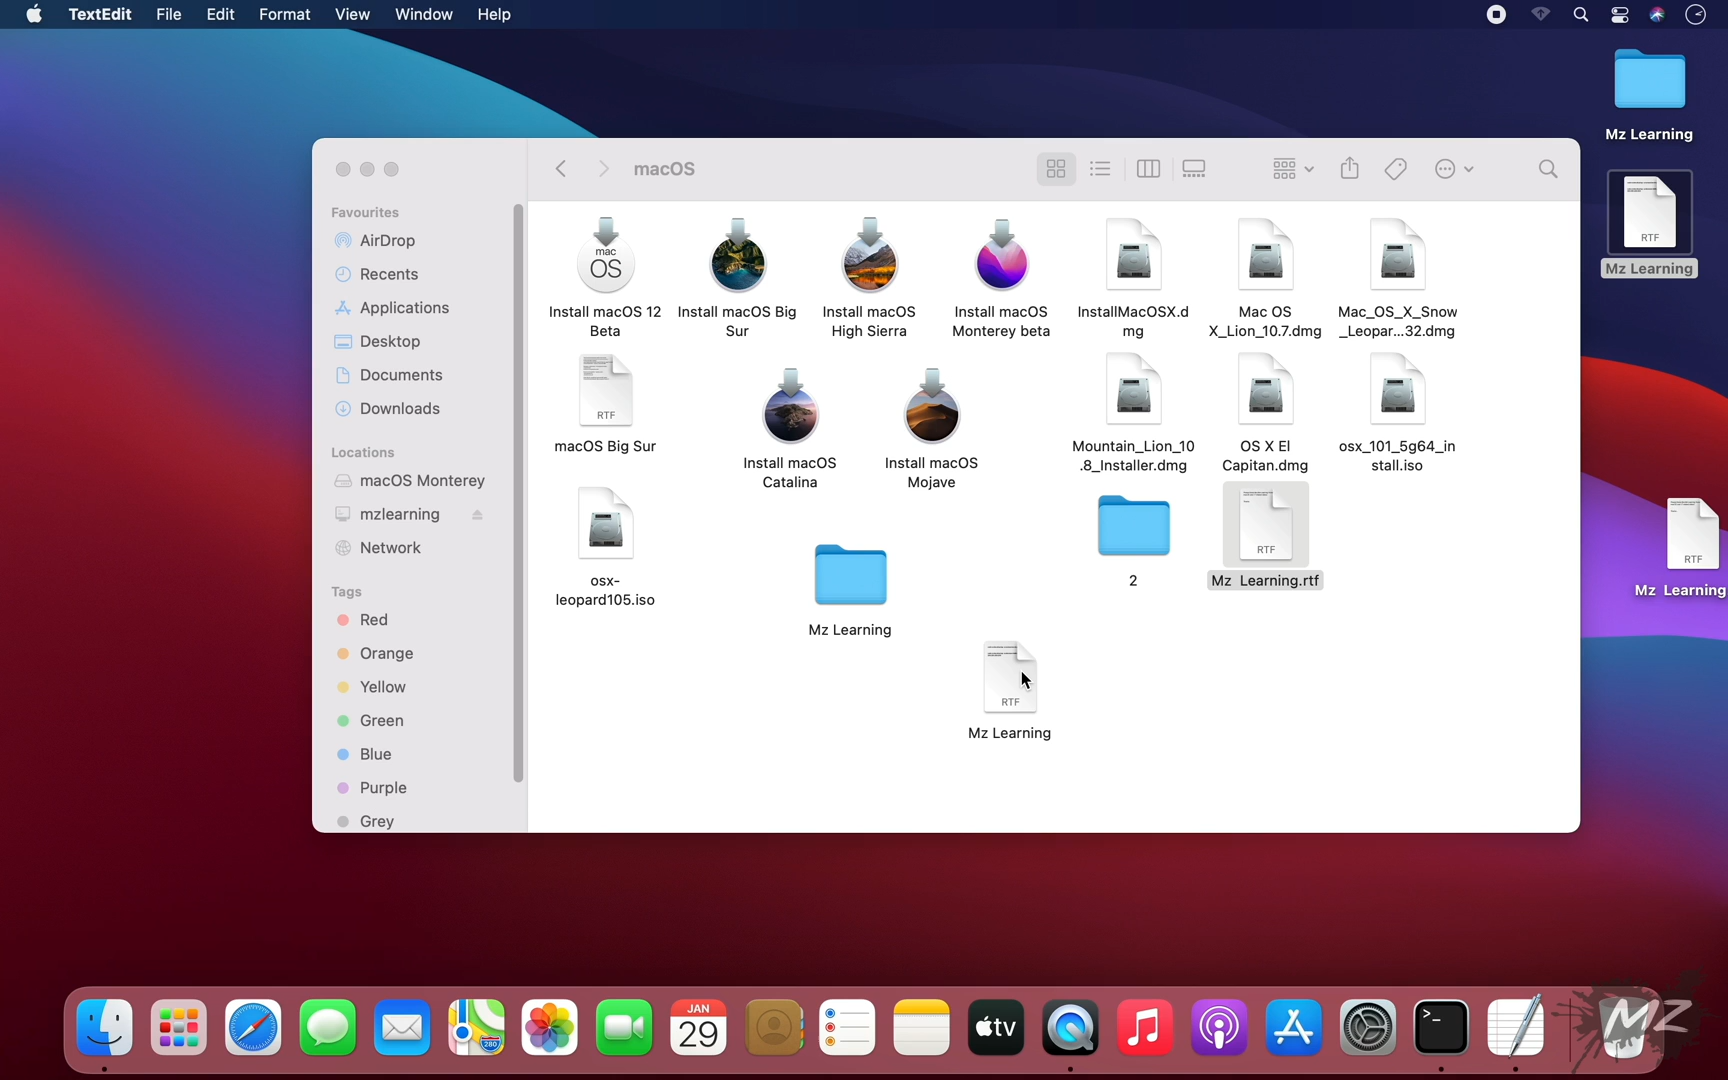 TextEdit File Edit Format View Window Help
Mz Learning
RTF
Mz Learning
macOS
Favourites
AirDrop
Recents
Applications
Desktop
Documents
Downloads
Locations
macOS Monterey
mzlearning
Network
Tags
Red
Orange
Yellow
Green
Blue
Purple
Grey
mac
OS
Install macOS 12
Beta
Install macOS Big
Sur
Install macOS
High Sierra
Install macOS
Monterey beta
InstallMacOSX.d
mg
Mac OS
X_Lion_10.7.dmg
Mac_OS_X_Snow
_Leopar...32.dmg
RTF
macOS Big Sur
Install macOS
Catalina
Install macOS
Mojave
Mountain_Lion_10
.8_Installer.dmg
OS X El
Capitan.dmg
osx_101_5g64_in
stall.iso
osx-
leopard105.iso
Mz Learning
2
RTF
Mz Learning.rtf
RTF
Mz Learning
RTF
Mz Learning
280
JAN
29
tv
>_
MZ